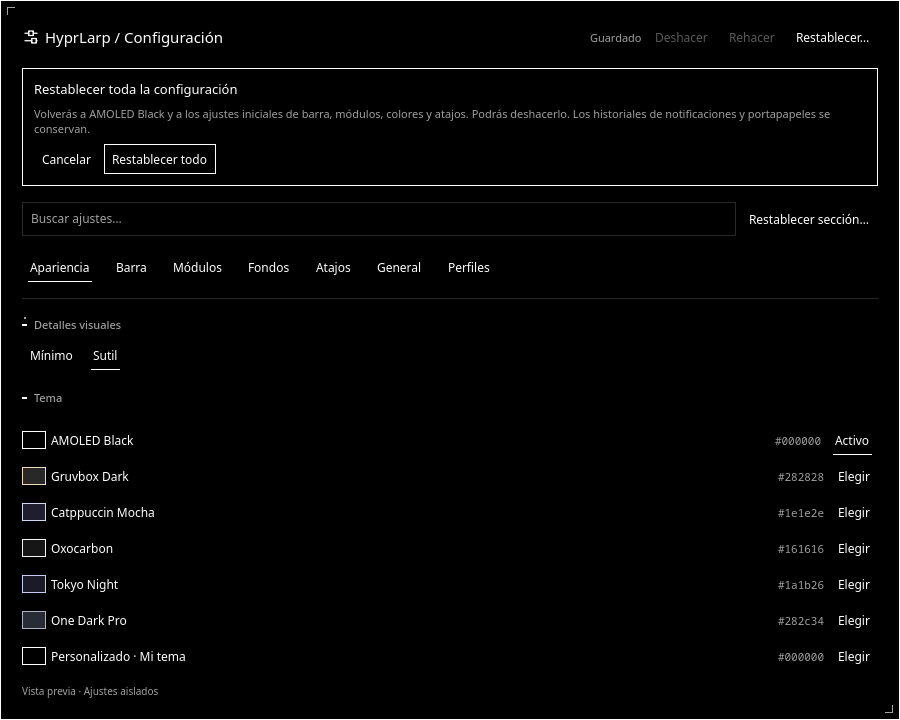 HyprLarp / Configuración
Guardado Deshacer Rehacer Restablecer...
Restablecer toda la configuración
Volverás a AMOLED Black y a los ajustes iniciales de barra, módulos, colores y atajos. Podrás deshacerlo. Los historiales de notificaciones y portapapeles se
conservan.
Cancelar Restablecer todo
Buscar ajustes... Restablecer sección...
Apariencia Barra Módulos Fondos Atajos General Perfiles
Detalles visuales
Mínimo Sutil
Tema
AMOLED Black #000000 Activo
Gruvbox Dark #282828 Elegir
Catppuccin Mocha #1e1e2e Elegir
Oxocarbon #161616 Elegir
Tokyo Night #1a1b26 Elegir
One Dark Pro #282c34 Elegir
Personalizado · Mi tema #000000 Elegir
Vista previa · Ajustes aislados